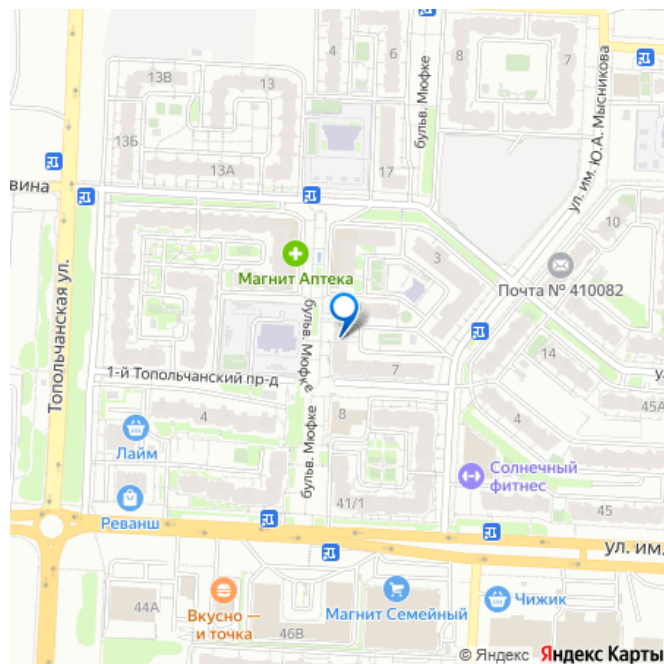 4
6
8
7
13В
13
бульв. Мюфке
13Б
13А
17
ул. им. Ю.А. Мысникова
вина
10
3
Магнит Аптека
Почта № 410082
Топольчанская ул.
бульв. Мюфке
14
1-й Топольчанский пр-д
7
4
8
4
45А
Лайм
бульв. Мюфке
Солнечный
фитнес
Реванш
41/1
45
ул. им.
44А
Вкусно —
и точка
46В
Магнит Семейный
Чижик
© Яндекс Яндекс Карты